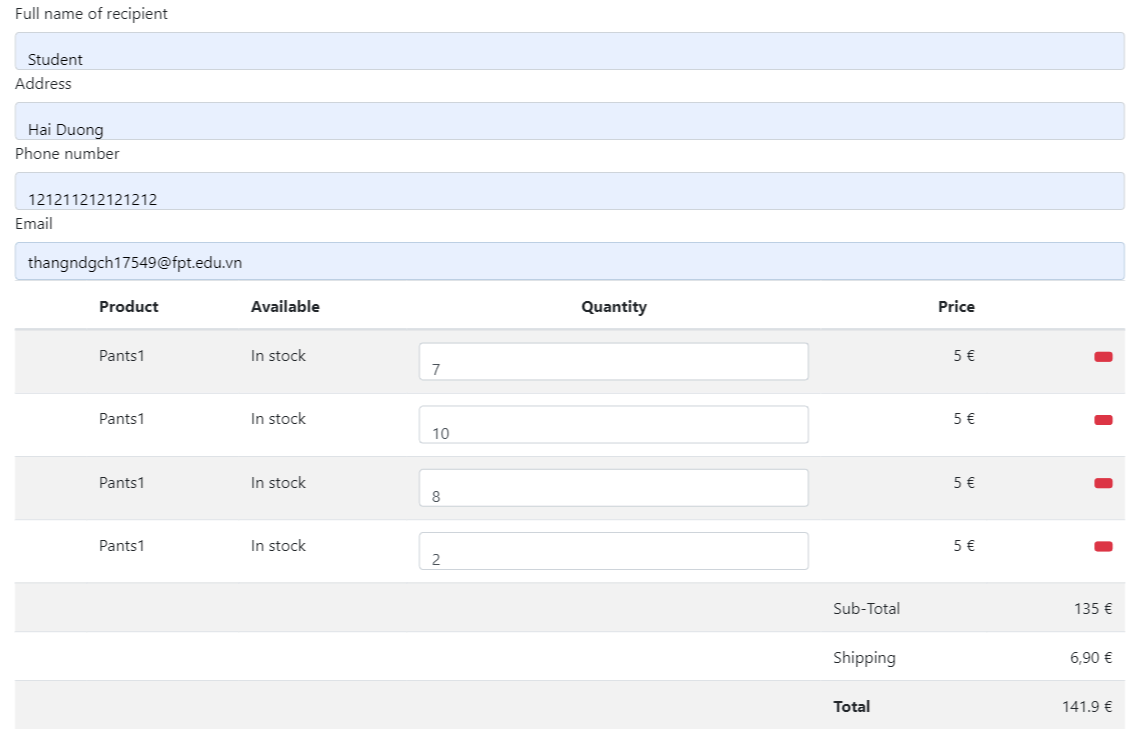 Full name of recipient
Student
Address
Hai Duong
Phone number
121211212121212
Email
thangndgch17549@fpt.edu.vn
Product Available Quantity Price
Pants1 In stock 7 5 €
Pants1 In stock 10 5 €
Pants1 In stock 8 5 €
Pants1 In stock 2 5 €
Sub-Total 135 €
Shipping 6,90 €
Total 141.9 €